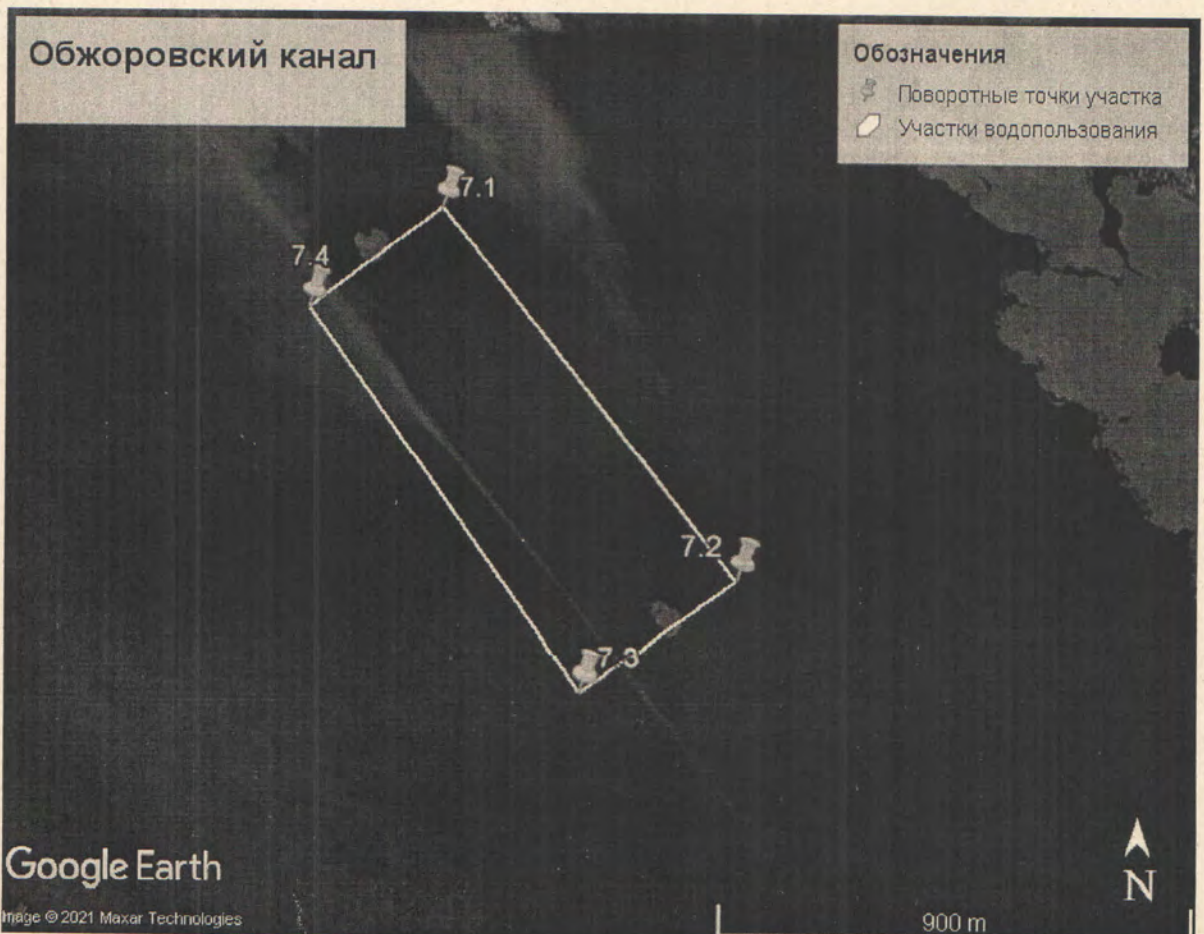 Обжоровский канал
Обозначения
Поворотные точки участка
Участки водопользования
7.1
7.4
7.2
7.3
Google Earth
Image © 2021 Maxar Technologies
N
900 m